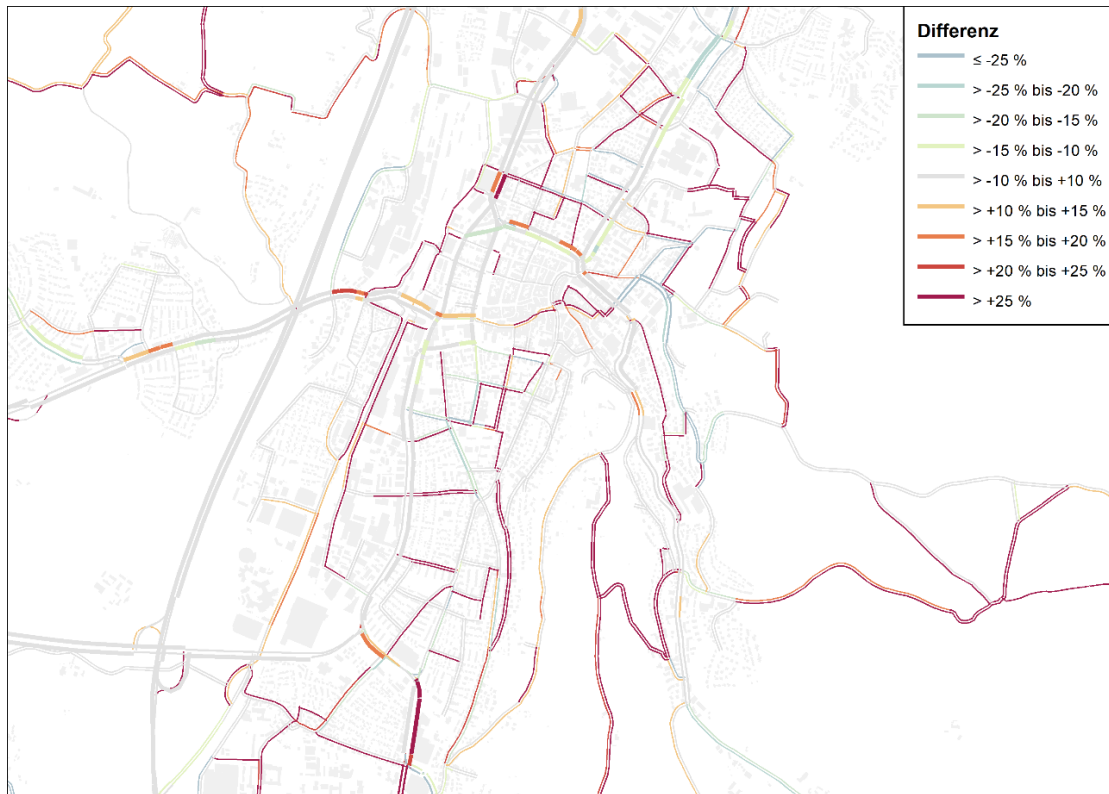 Differenz
≤ -25 %
> -25 % bis -20 %
> -20 % bis -15 %
> -15 % bis -10 %
> -10 % bis +10 %
> +10 % bis +15 %
> +15 % bis +20 %
> +20 % bis +25 %
> +25 %